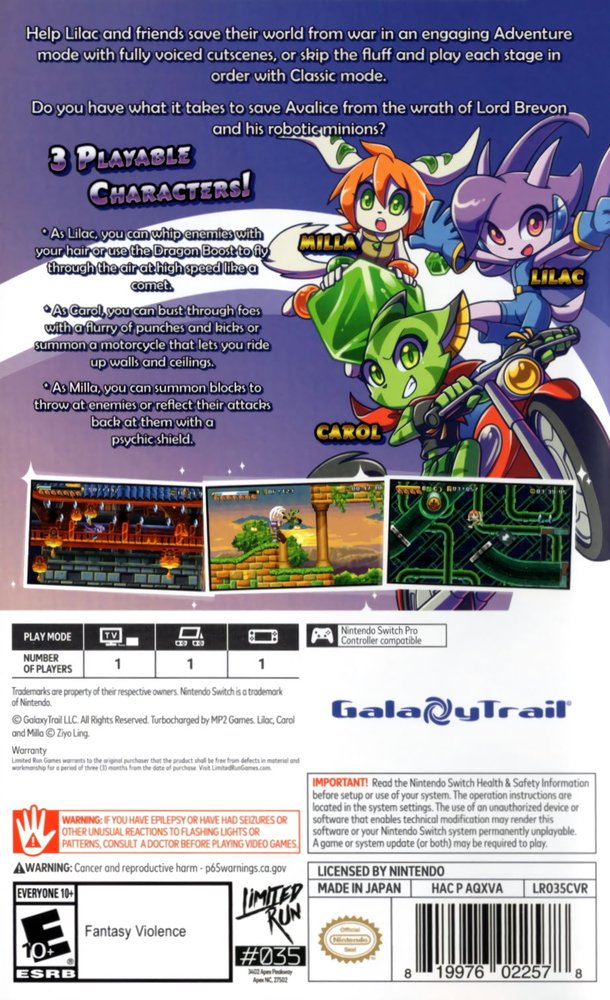 Help Lilac and friends save their world from war in an engaging Adventure
mode with fully voiced cutscenes, or skip the fluff and play each stage in
order with Classic mode.
Do you have what it takes to save Avalice from the wrath of Lord Brevon
and his robotic minions?
3 Playable
Characters!
* As Lilac, you can whip enemies with
your hair or use the Dragon Boost to fly
through the air at high speed like a
comet.
* As Carol, you can bust through foes
with a flurry of punches and kicks or
summon a motorcycle that lets you ride
up walls and ceilings.
* As Milla, you can summon blocks to
throw at enemies or reflect their attacks
back at them with a
psychic shield.
MILLA
LILAC
CAROL
PLAY MODE
TV
NUMBER
OF PLAYERS
1
1
1
Nintendo Switch Pro
Controller compatible
Trademarks are property of their respective owners. Nintendo Switch is a trademark
of Nintendo.
© GalaxyTrail LLC. All Rights Reserved. Turbocharged by MP2 Games. Lilac, Carol
and Milla © Ziyo Ling.
Warranty
Limited Run Games warrants to the original purchaser that the product shall be free from defects in material and
workmanship for a period of three (3) months from the date of purchase. Visit LimitedRunGames.com.
GalaxyTrail
WARNING: IF YOU HAVE EPILEPSY OR HAVE HAD SEIZURES OR
OTHER UNUSUAL REACTIONS TO FLASHING LIGHTS OR
PATTERNS, CONSULT A DOCTOR BEFORE PLAYING VIDEO GAMES.
WARNING: Cancer and reproductive harm - p65warnings.ca.gov
IMPORTANT! Read the Nintendo Switch Health & Safety Information
before setup or use of your system. The operation instructions are
located in the system settings. The use of an unauthorized device or
software that enables technical modification may render this
software or your Nintendo Switch system permanently unplayable.
A game or system update (or both) may be required to play.
EVERYONE 10+
E
10+
®
ESRB
Fantasy Violence
LIMITED
RUN
#035
3402 Apex Peakway
Apex NC, 27502
LICENSED BY NINTENDO
MADE IN JAPAN
HAC P AQXVA
LR035CVR
Official
Nintendo
Seal
8 19976 02257 8